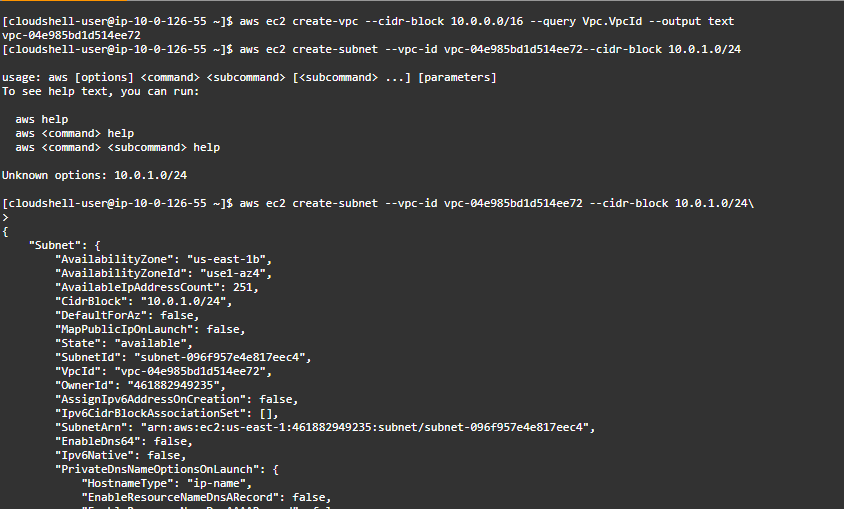 [cloudshell-user@ip-10-0-126-55 ~]$ aws ec2 create-vpc --cidr-block 10.0.0.0/16 --query Vpc.VpcId --output text
vpc-04e985bd1d514ee72
[cloudshell-user@ip-10-0-126-55 ~]$ aws ec2 create-subnet --vpc-id vpc-04e985bd1d514ee72--cidr-block 10.0.1.0/24
usage: aws [options] <command> <subcommand> [<subcommand> ...] [parameters]
To see help text, you can run:
aws help
aws <command> help
aws <command> <subcommand> help
Unknown options: 10.0.1.0/24
[cloudshell-user@ip-10-0-126-55 ~]$ aws ec2 create-subnet --vpc-id vpc-04e985bd1d514ee72 --cidr-block 10.0.1.0/24\
>
{
"Subnet": {
"AvailabilityZone": "us-east-1b",
"AvailabilityZoneId": "use1-az4",
"AvailableIpAddressCount": 251,
"CidrBlock": "10.0.1.0/24",
"DefaultForAz": false,
"MapPublicIpOnLaunch": false,
"State": "available",
"SubnetId": "subnet-096f957e4e817eec4",
"VpcId": "vpc-04e985bd1d514ee72",
"OwnerId": "461882949235",
"AssignIpv6AddressOnCreation": false,
"Ipv6CidrBlockAssociationSet": [],
"SubnetArn": "arn:aws:ec2:us-east-1:461882949235:subnet/subnet-096f957e4e817eec4",
"EnableDns64": false,
"Ipv6Native": false,
"PrivateDnsNameOptionsOnLaunch": {
"HostnameType": "ip-name",
"EnableResourceNameDnsARecord": false,